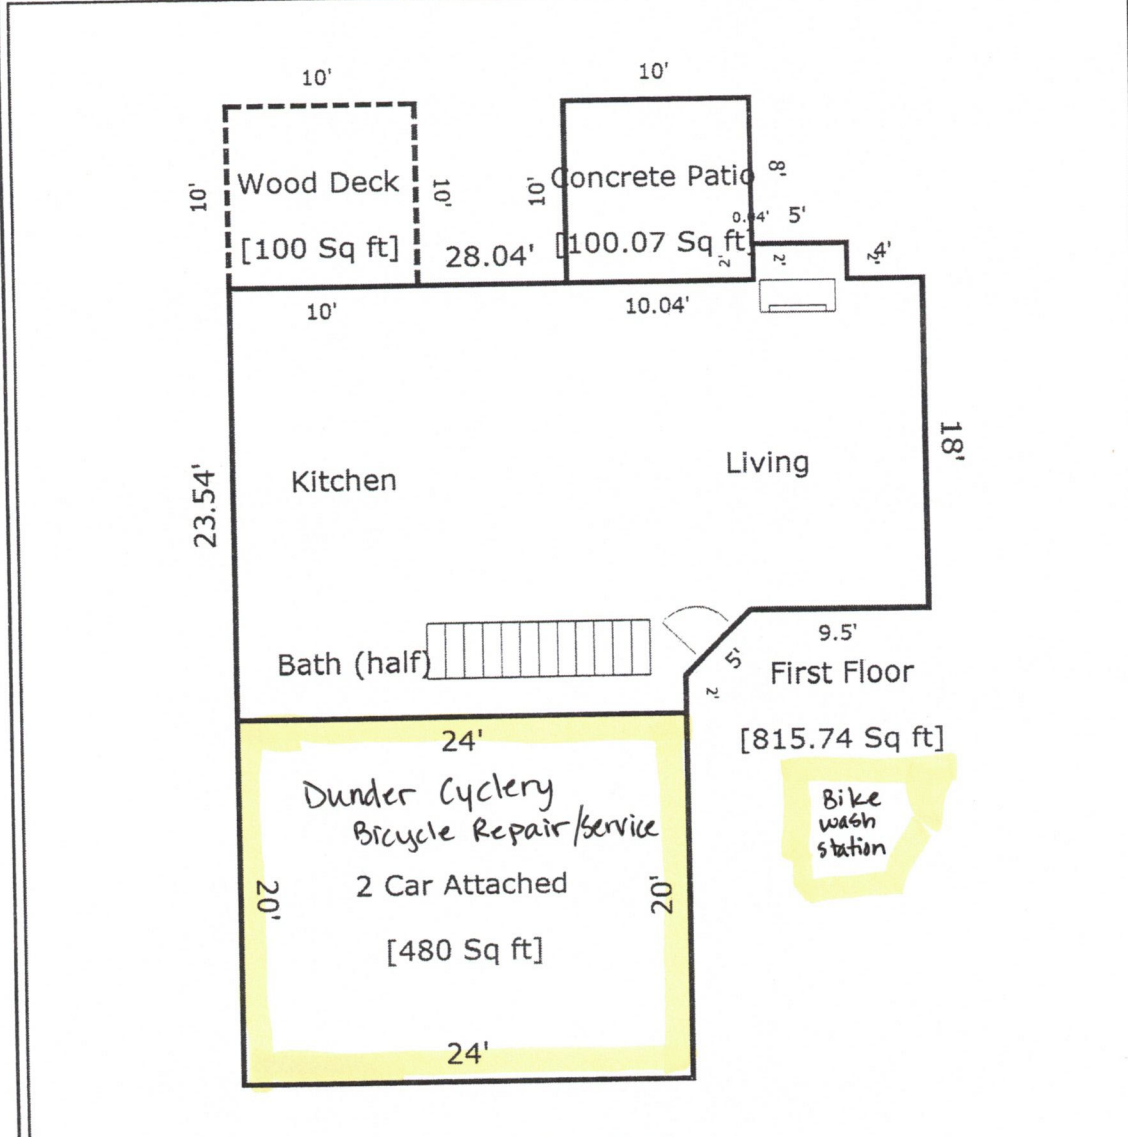 10'
10'
10'
Wood Deck
10'
10'
Concrete Patio
8'
0.04'
5'
[100 Sq ft]
28.04'
[100.07 Sq ft]
2'
2'
2'
4'
10'
10.04'
23.54'
Kitchen
Living
18'
Bath (half)
5'
9.5'
First Floor
2'
24'
[815.74 Sq ft]
Dunder Cyclery
Bicycle Repair/Service
Bike
wash
station
20'
2 Car Attached
20'
[480 Sq ft]
24'